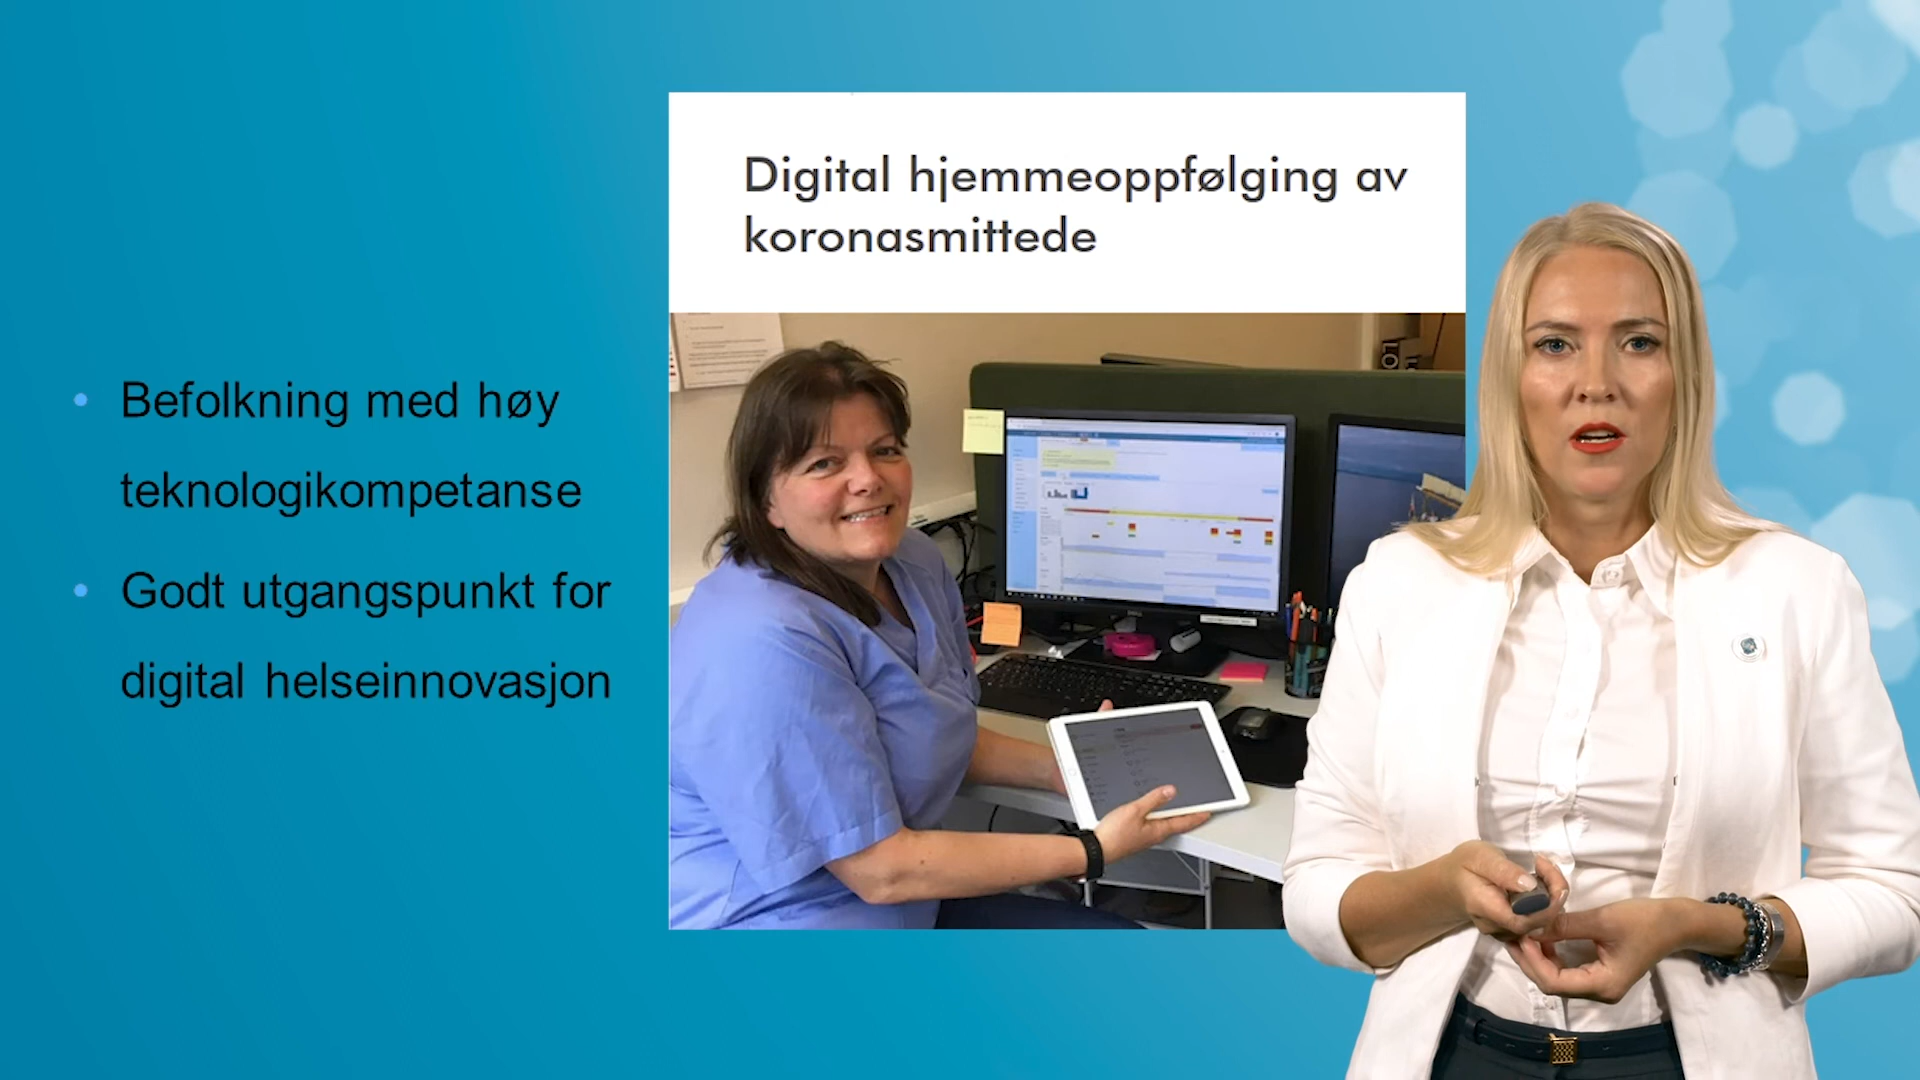 Digital hjemmeoppfølging av
koronasmittede
Befolkning med høy
teknologikompetanse
Godt utgangspunkt for
digital helseinnovasjon